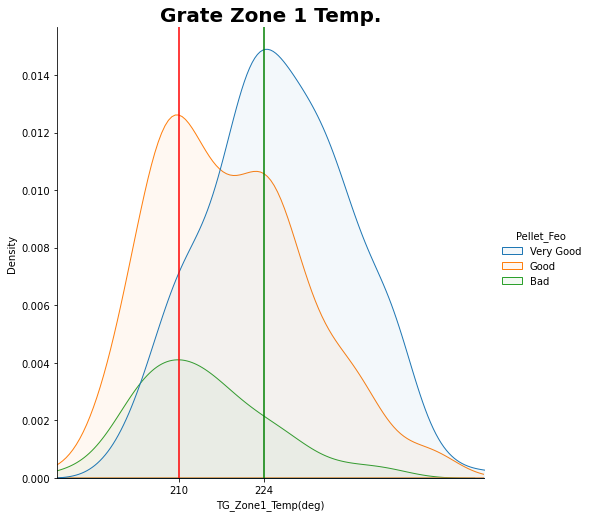 Grate Zone 1 Temp.
0.014
0.012
0.010
0.008
0.006
0.004
0.002
0.000
Density
210
224
TG_Zone1_Temp(deg)
Pellet_Feo
Very Good
Good
Bad